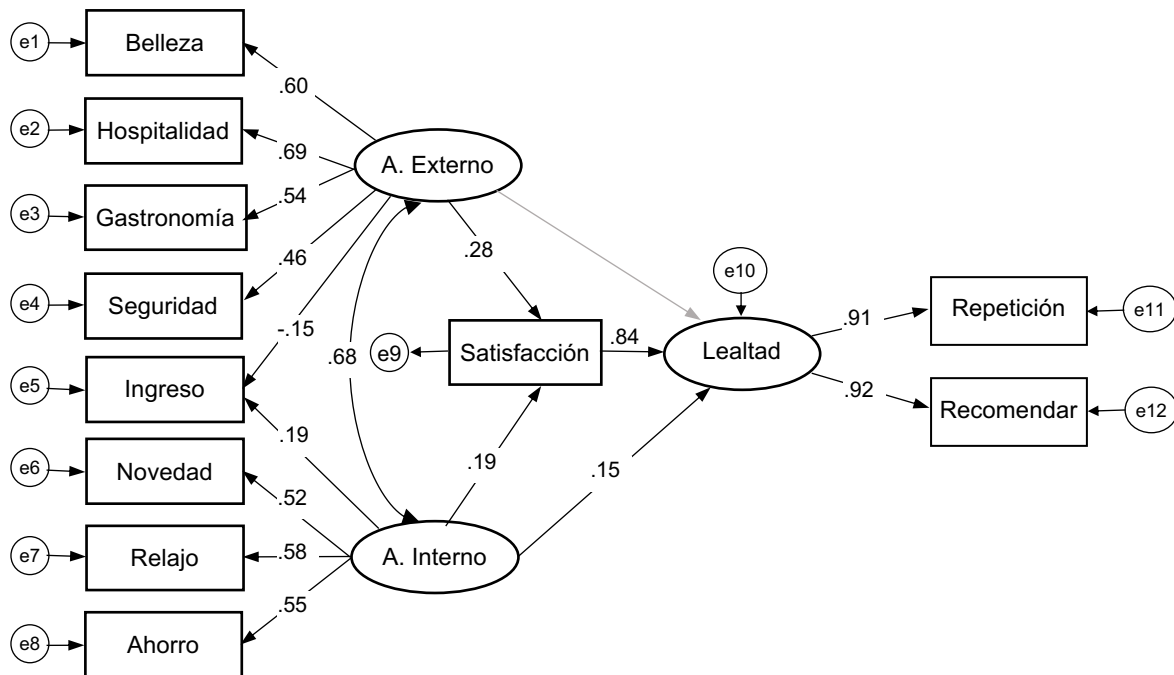 e1
Belleza
.60
e2
Hospitalidad
.69
A. Externo
e3
Gastronomía
.54
e4
Seguridad
.46
.28
e10
-.15
.68
e9
Satisfacción
.84
Lealtad
.91
Repetición
e11
e5
Ingreso
.19
.92
Recomendar
e12
e6
Novedad
.52
.19
.15
e7
Relajo
.58
A. Interno
.55
e8
Ahorro